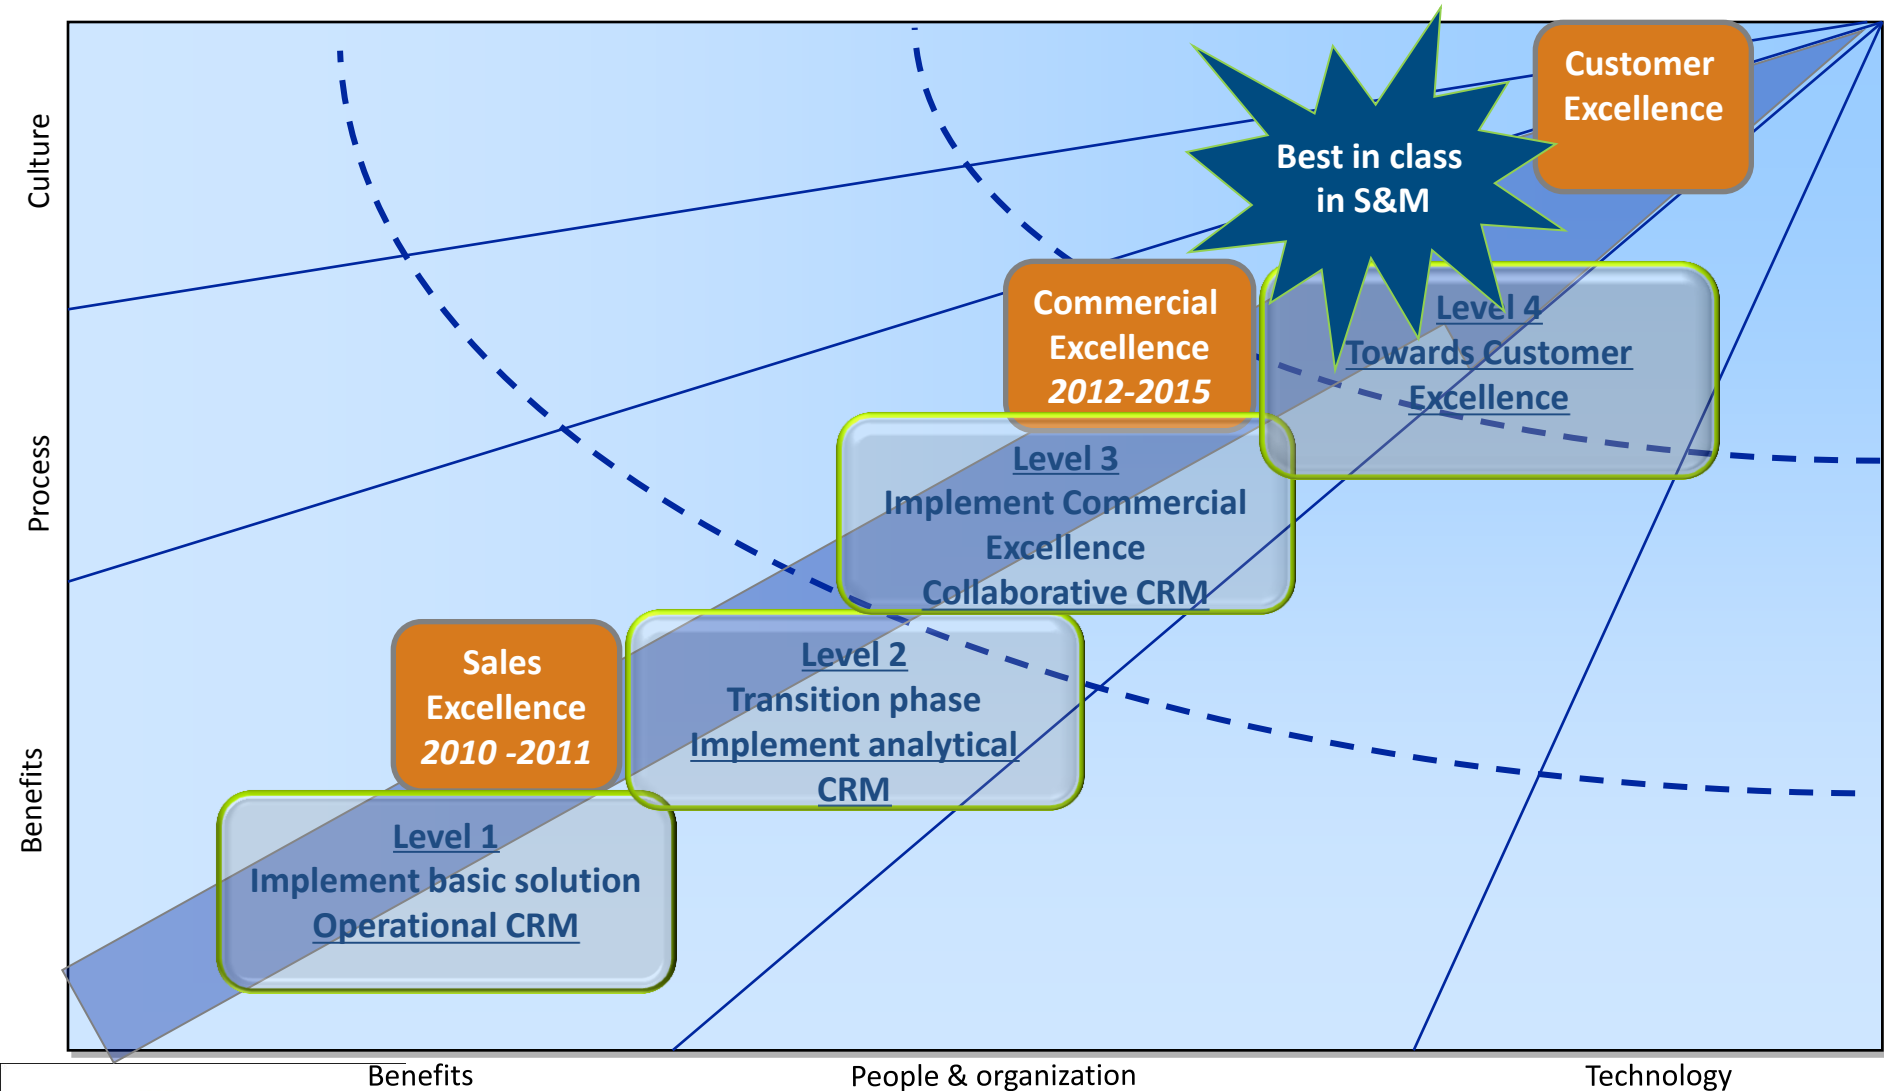 Customer
Excellence
Best in class
in S&M
Culture
Commercial
Excellence
2012-2015
Level 4
Towards Customer
Excellence
Process
Level 3
Implement Commercial
Excellence
Collaborative CRM
Sales
Excellence
2010 -2011
Level 2
Transition phase
Implement analytical
CRM
Benefits
Level 1
Implement basic solution
Operational CRM
Benefits
People & organization
Technology